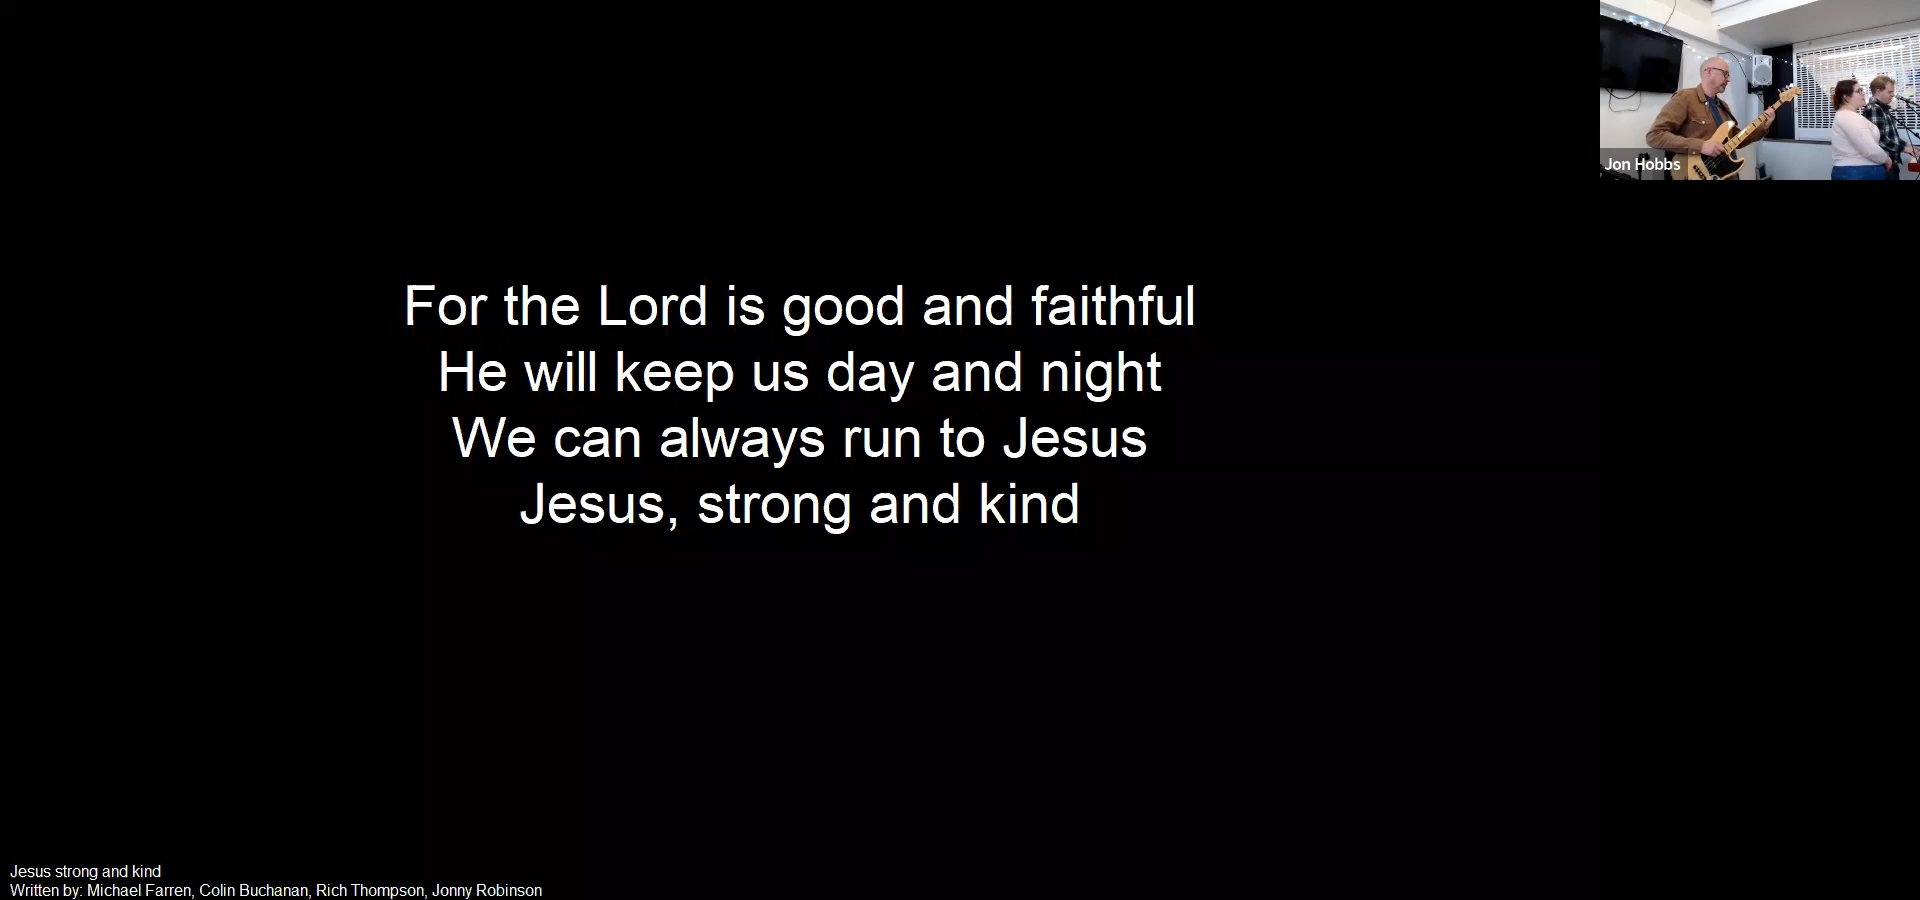 For the Lord is good and faithful
He will keep us day and night
We can always run to Jesus
Jesus, strong and kind
Jon Hobbs
Jesus strong and kind
Written by: Michael Farren, Colin Buchanan, Rich Thompson, Jonny Robinson